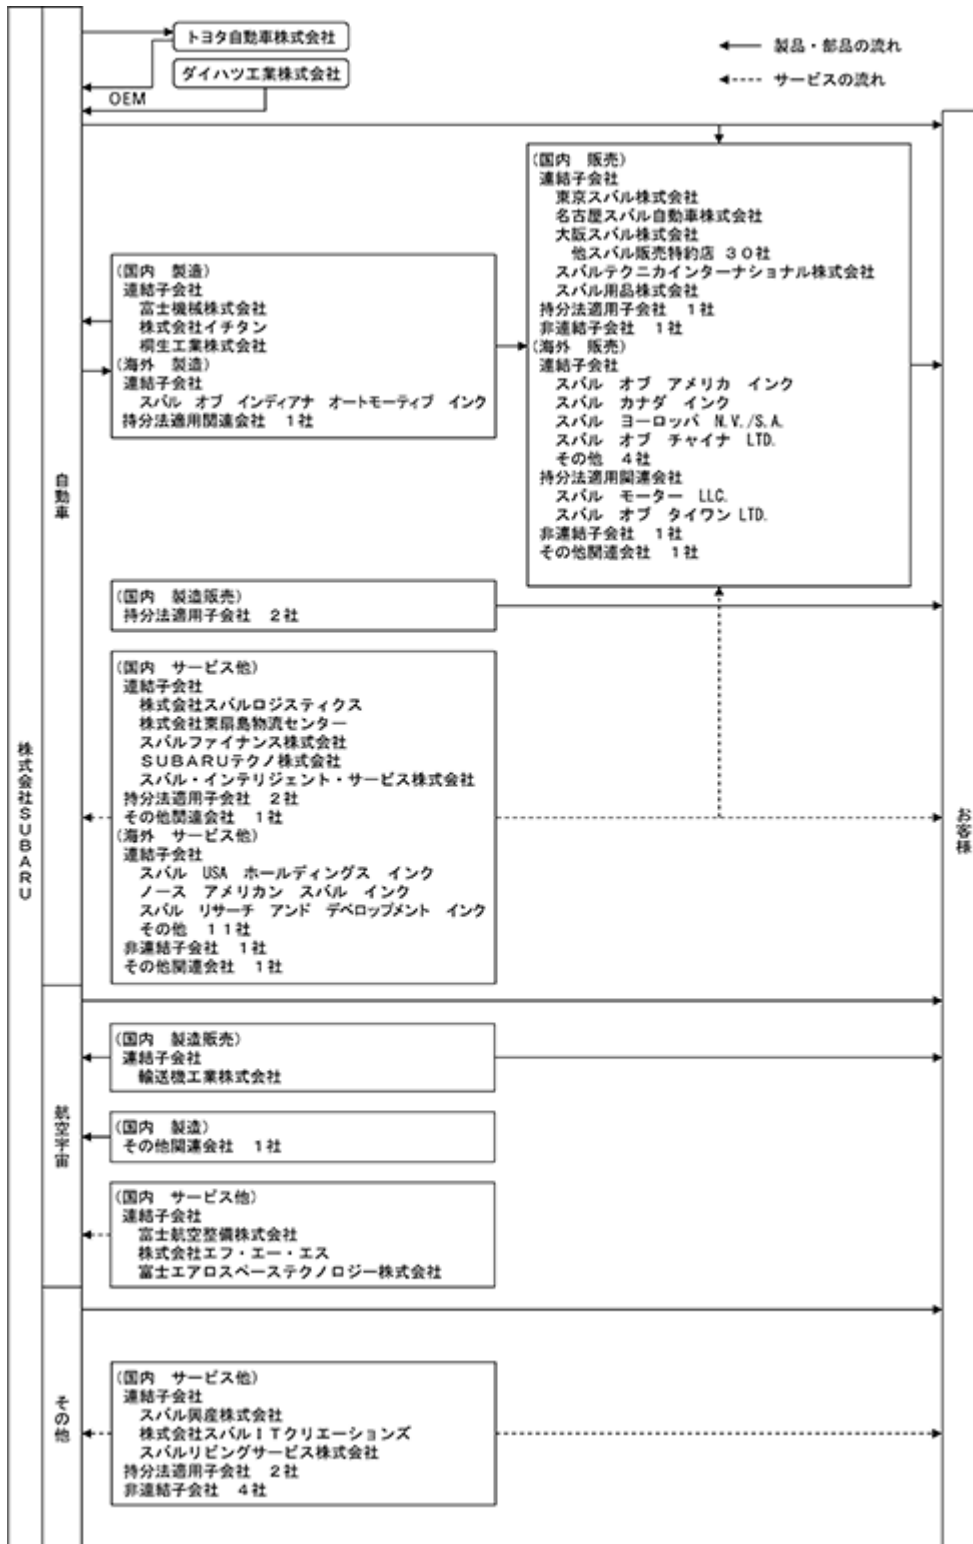 トヨタ自動車株式会社
ダイハツ工業株式会社
OEM
製品・部品の流れ
サービスの流れ
株式会社SUBARU
自動車
航空宇宙
その他
お客様
(国内　製造)
連結子会社
富士機械株式会社
株式会社イチタン
桐生工業株式会社
(海外　製造)
連結子会社
スバル　オブ　インディアナ　オートモーティブ　インク
持分法適用関連会社　１社
(国内　販売)
連結子会社
東京スバル株式会社
名古屋スバル自動車株式会社
大阪スバル株式会社
他スバル販売特約店　３０社
スバルテクニカインターナショナル株式会社
スバル用品株式会社
持分法適用子会社　１社
非連結子会社　１社
(海外　販売)
連結子会社
スバル　オブ　アメリカ　インク
スバル　カナダ　インク
スバル　ヨーロッパ　N.V./S.A.
スバル　オブ　チャイナ　LTD.
その他　４社
持分法適用関連会社
スバル　モーター　LLC.
スバル　オブ　タイワン LTD.
非連結子会社　１社
その他関連会社　１社
(国内　製造販売)
持分法適用子会社　２社
(国内　サービス他)
連結子会社
株式会社スバルロジスティクス
株式会社東扇島物流センター
スバルファイナンス株式会社
ＳＵＢＡＲＵテクノ株式会社
スバル・インテリジェント・サービス株式会社
持分法適用子会社　２社
その他関連会社　１社
(海外　サービス他)
連結子会社
スバル　USA　ホールディングス　インク
ノース　アメリカン　スバル　インク
スバル　リサーチ　アンド　デベロップメント　インク
その他　１１社
非連結子会社　１社
その他関連会社　１社
(国内　製造販売)
連結子会社
輸送機工業株式会社
(国内　製造)
その他関連会社　１社
(国内　サービス他)
連結子会社
富士航空整備株式会社
株式会社エフ・エー・エス
富士エアロスペーステクノロジー株式会社
(国内　サービス他)
連結子会社
スバル興産株式会社
株式会社スバルＩＴクリエーションズ
スバルリビングサービス株式会社
持分法適用子会社　２社
非連結子会社　４社